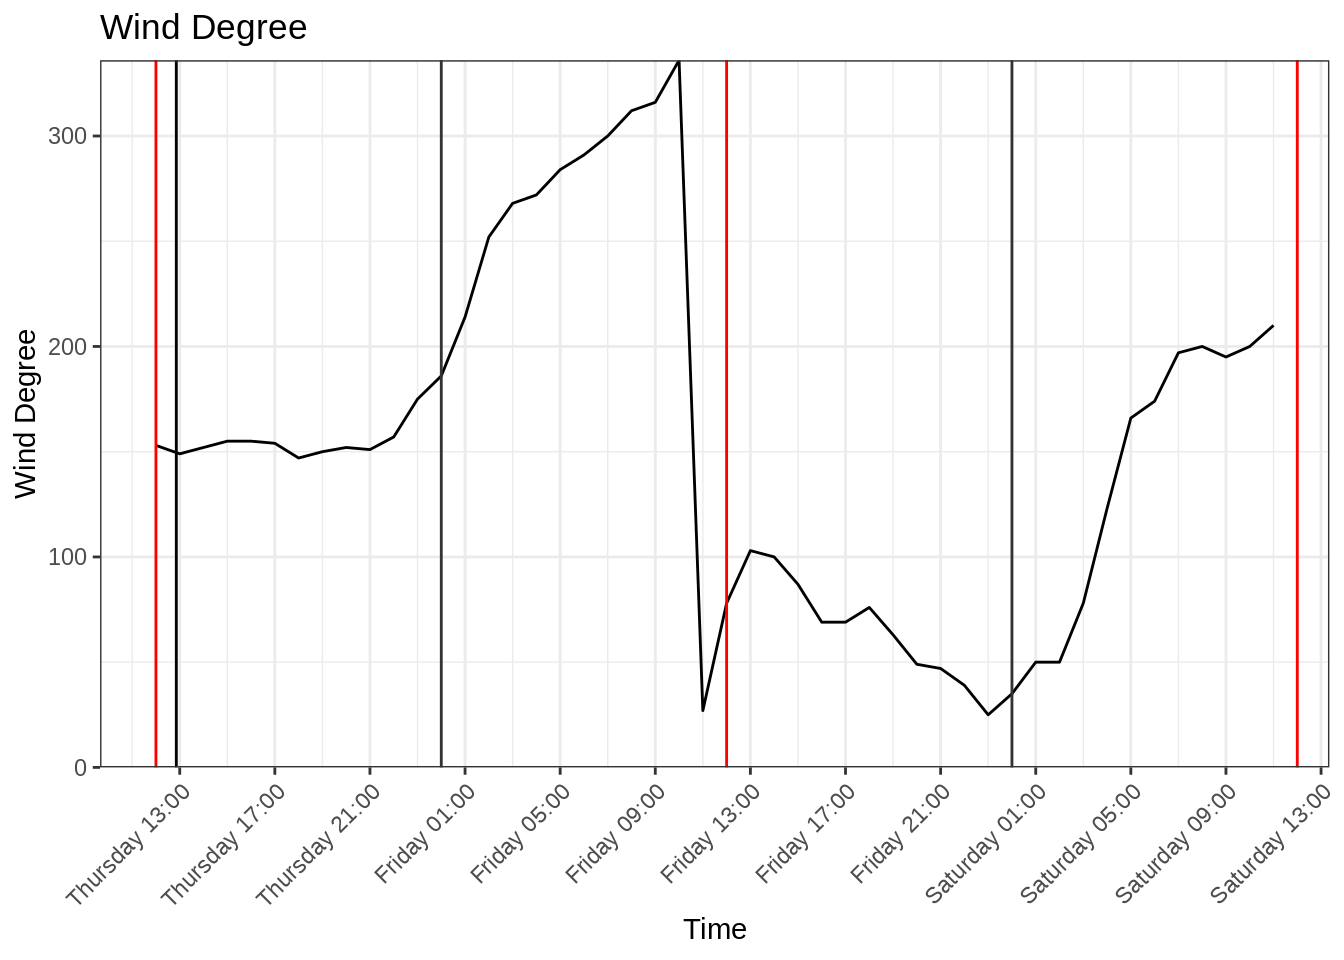 Wind Degree
Wind Degree
300
200
100
0
Thursday 13:00
Thursday 17:00
Thursday 21:00
Friday 01:00
Friday 05:00
Friday 09:00
Friday 13:00
Friday 17:00
Friday 21:00
Saturday 01:00
Saturday 05:00
Saturday 09:00
Saturday 13:00
Time